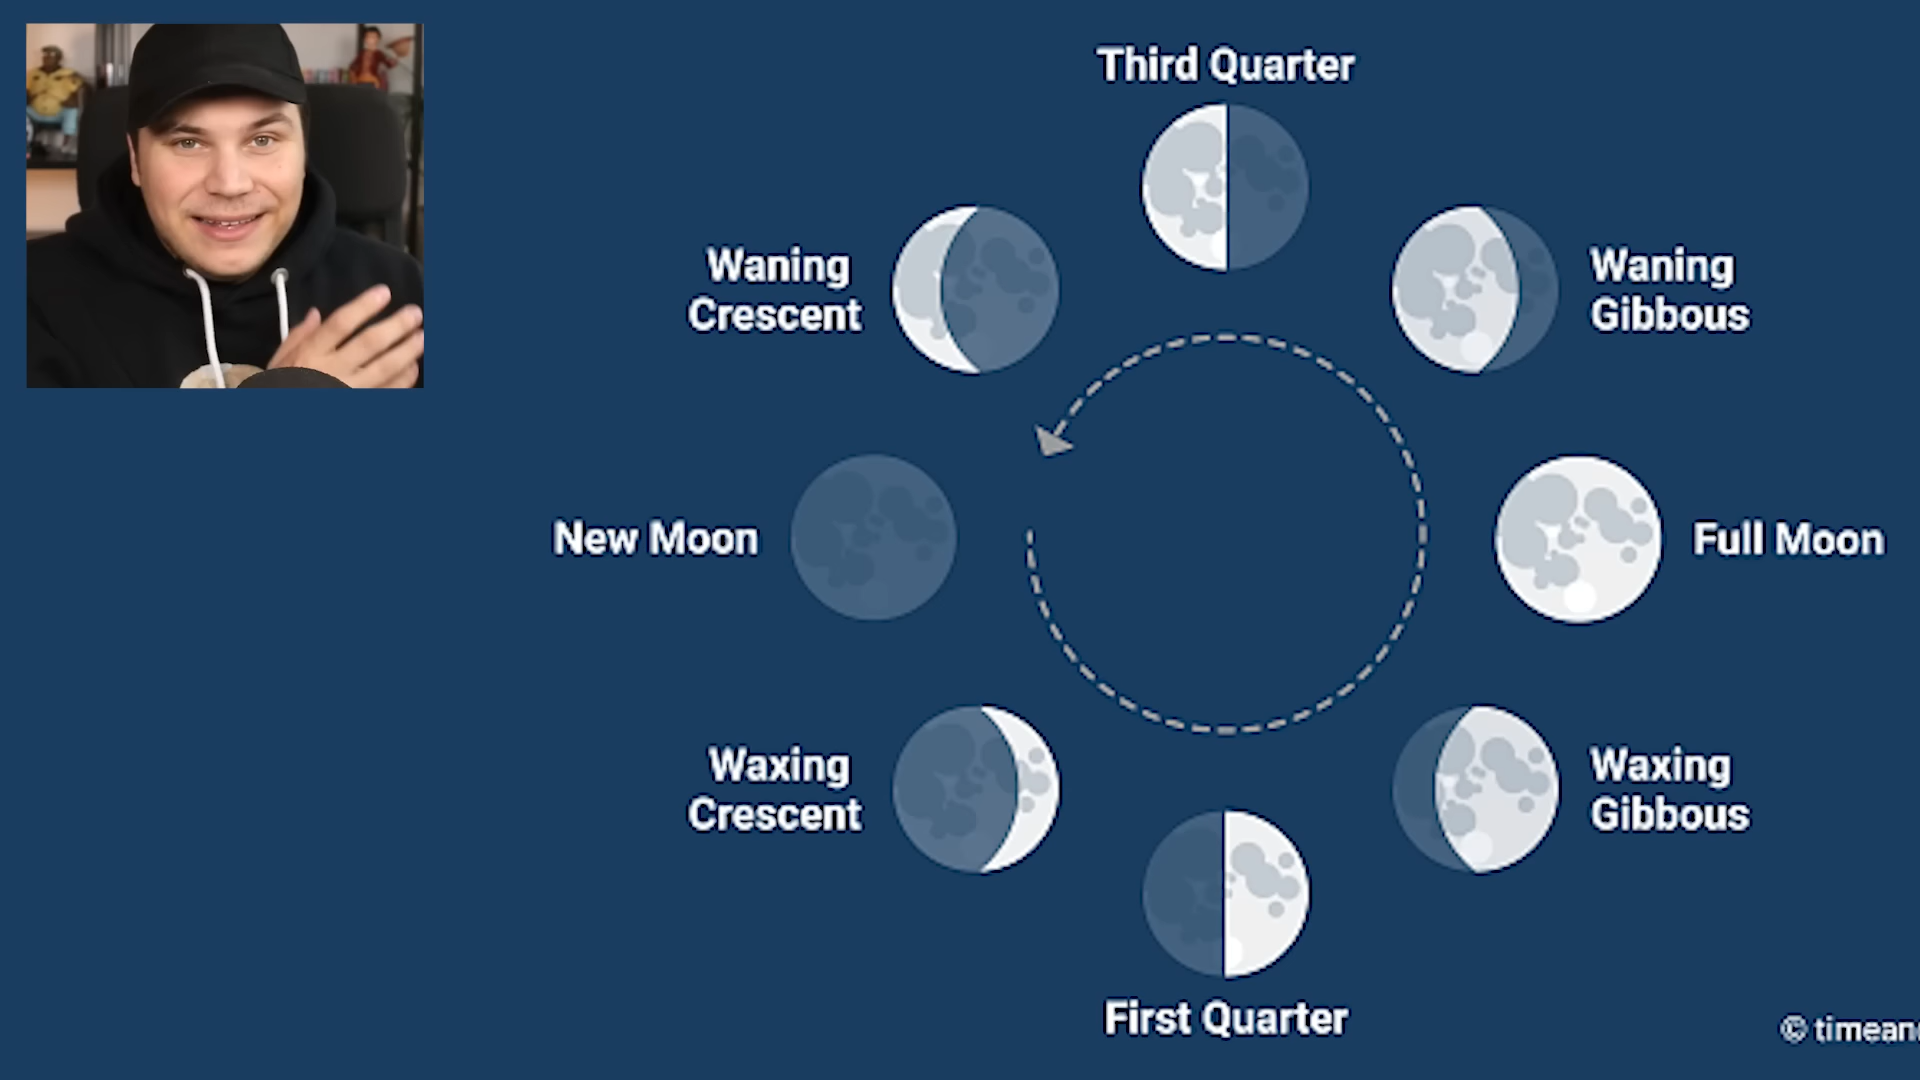 Third Quarter
Waning
Crescent
Waning
Gibbous
New Moon
Full Moon
Waxing
Crescent
Waxing
Gibbous
First Quarter
©